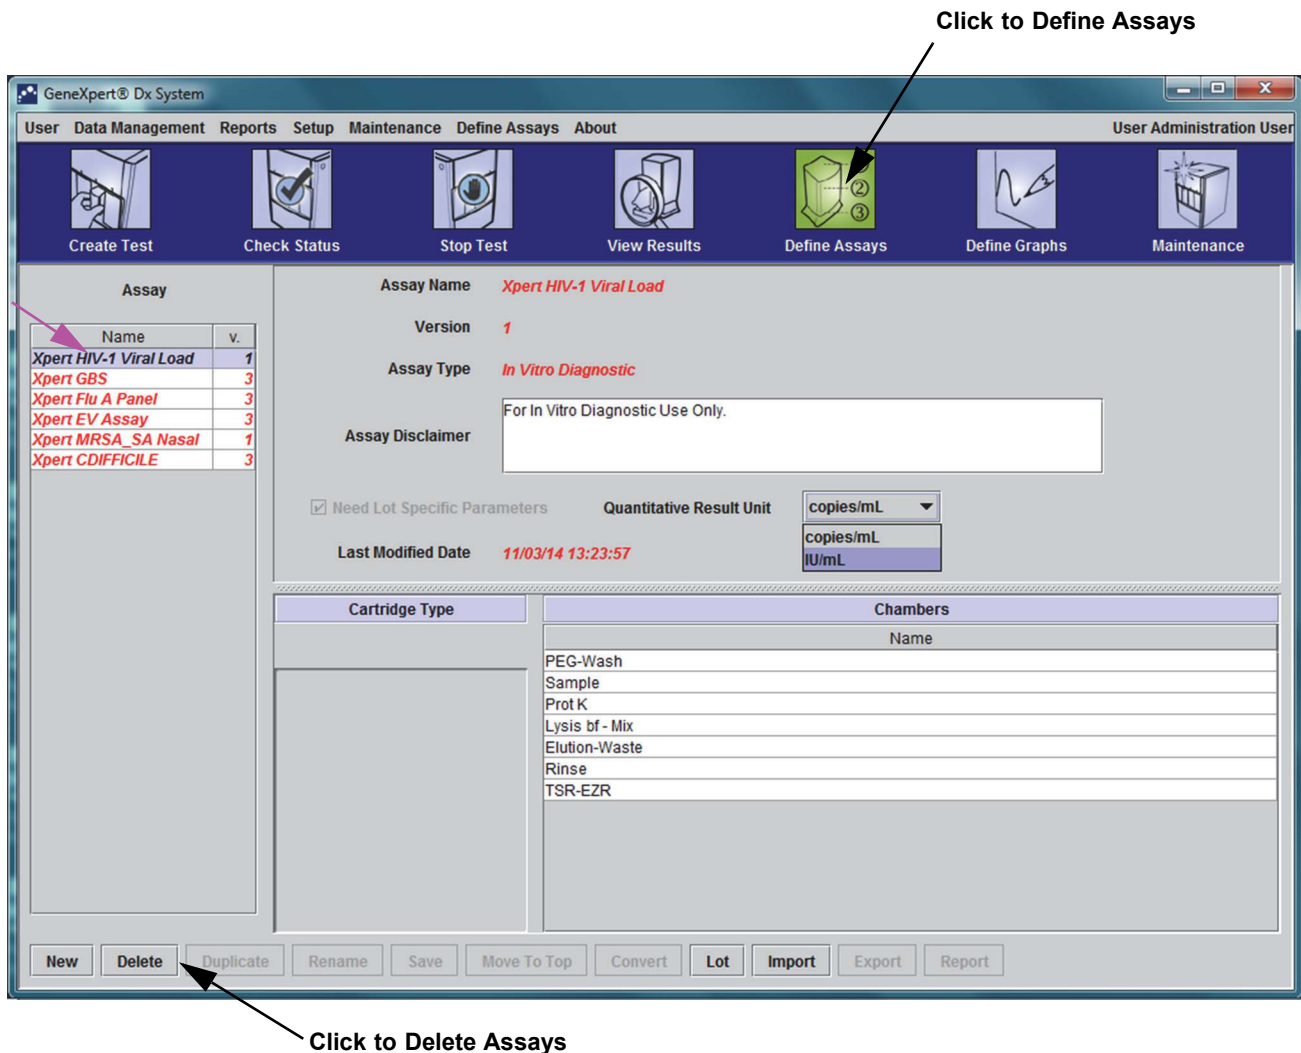 Click to Define Assays
GeneXpert® Dx System
User Data Management Reports Setup Maintenance Define Assays About User Administration User
Create Test Check Status Stop Test View Results Define Assays Define Graphs Maintenance
Assay
Name v.
Xpert HIV-1 Viral Load 1
Xpert GBS 3
Xpert Flu A Panel 3
Xpert EV Assay 3
Xpert MRSA_SA Nasal 1
Xpert CDIFFICILE 3
Assay Name Xpert HIV-1 Viral Load
Version 1
Assay Type In Vitro Diagnostic
Assay Disclaimer For In Vitro Diagnostic Use Only.
Need Lot Specific Parameters Quantitative Result Unit copies/mL
copies/mL
IU/mL
Last Modified Date 11/03/14 13:23:57
Cartridge Type
Chambers
Name
PEG-Wash
Sample
Prot K
Lysis bf - Mix
Elution-Waste
Rinse
TSR-EZR
New Delete Duplicate Rename Save Move To Top Convert Lot Import Export Report
Click to Delete Assays